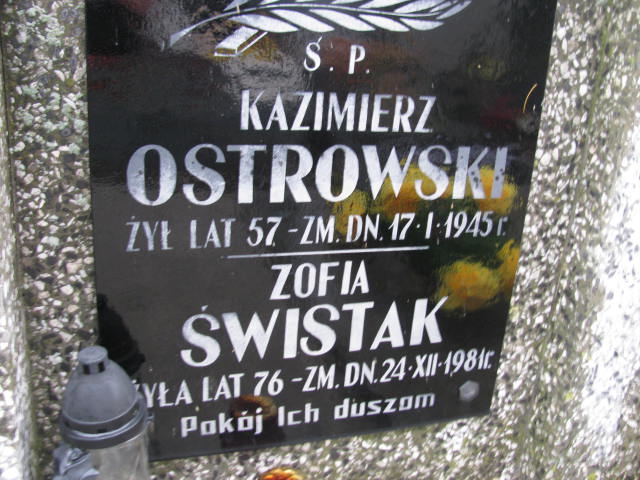 Ś. P.
KAZIMIERZ
OSTROWSKI
ŻYŁ LAT 57 - ZM. DN. 17·I·1945 r.
ZOFIA
ŚWISTAK
ŻYŁA LAT 76 - ZM. DN. 24·XII·1981 r.
Pokój Ich duszom